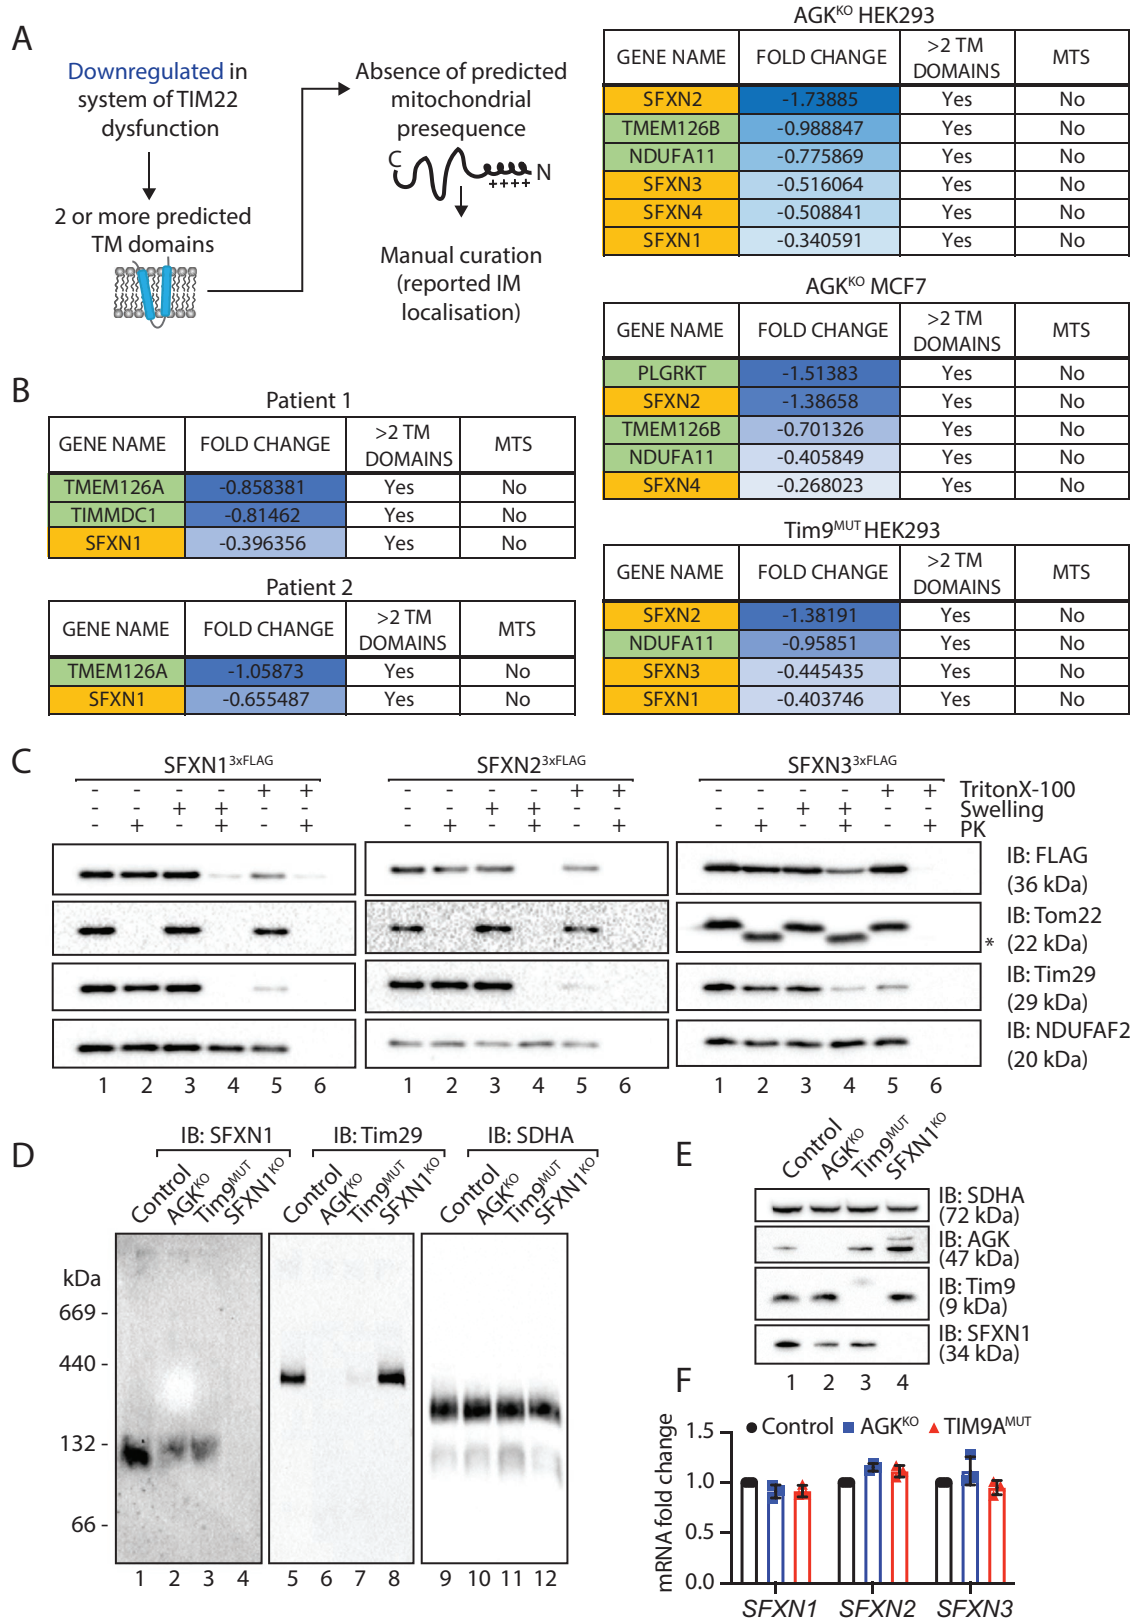 A
Downregulated in
system of TIM22
dysfunction
2 or more predicted
TM domains
Absence of predicted
mitochondrial
presequence
C
N
++++
Manual curation
(reported IM
localisation)
AGKKO HEK293
GENE NAME FOLD CHANGE >2 TM DOMAINS MTS
SFXN2 -1.73885 Yes No
TMEM126B -0.988847 Yes No
NDUFA11 -0.775869 Yes No
SFXN3 -0.516064 Yes No
SFXN4 -0.508841 Yes No
SFXN1 -0.340591 Yes No
AGKKO MCF7
GENE NAME FOLD CHANGE >2 TM DOMAINS MTS
PLGRKT -1.51383 Yes No
SFXN2 -1.38658 Yes No
TMEM126B -0.701326 Yes No
NDUFA11 -0.405849 Yes No
SFXN4 -0.268023 Yes No
Tim9MUT HEK293
GENE NAME FOLD CHANGE >2 TM DOMAINS MTS
SFXN2 -1.38191 Yes No
NDUFA11 -0.95851 Yes No
SFXN3 -0.445435 Yes No
SFXN1 -0.403746 Yes No
B
Patient 1
GENE NAME FOLD CHANGE >2 TM DOMAINS MTS
TMEM126A -0.858381 Yes No
TIMMDC1 -0.81462 Yes No
SFXN1 -0.396356 Yes No
Patient 2
GENE NAME FOLD CHANGE >2 TM DOMAINS MTS
TMEM126A -1.05873 Yes No
SFXN1 -0.655487 Yes No
C
SFXN13xFLAG SFXN23xFLAG SFXN33xFLAG
- - - - + + - - - - + + - - - - + + TritonX-100
- - + + - - - - + + - - - - + + - - Swelling
- + - + - + - + - + - + - + - + - + PK
IB: FLAG
(36 kDa)
IB: Tom22
* (22 kDa)
IB: Tim29
(29 kDa)
IB: NDUFAF2
(20 kDa)
1 2 3 4 5 6 1 2 3 4 5 6 1 2 3 4 5 6
D
IB: SFXN1 IB: Tim29 IB: SDHA
Control AGKKO Tim9MUT SFXN1KO Control AGKKO Tim9MUT SFXN1KO Control AGKKO Tim9MUT SFXN1KO
kDa
669 -
440 -
132 -
66 -
1 2 3 4 5 6 7 8 9 10 11 12
E
Control AGKKO Tim9MUT SFXN1KO
IB: SDHA
(72 kDa)
IB: AGK
(47 kDa)
IB: Tim9
(9 kDa)
IB: SFXN1
(34 kDa)
1 2 3 4
F
Control AGKKO TIM9AMUT
mRNA fold change
1.5
1.0
0.5
0.0
SFXN1 SFXN2 SFXN3